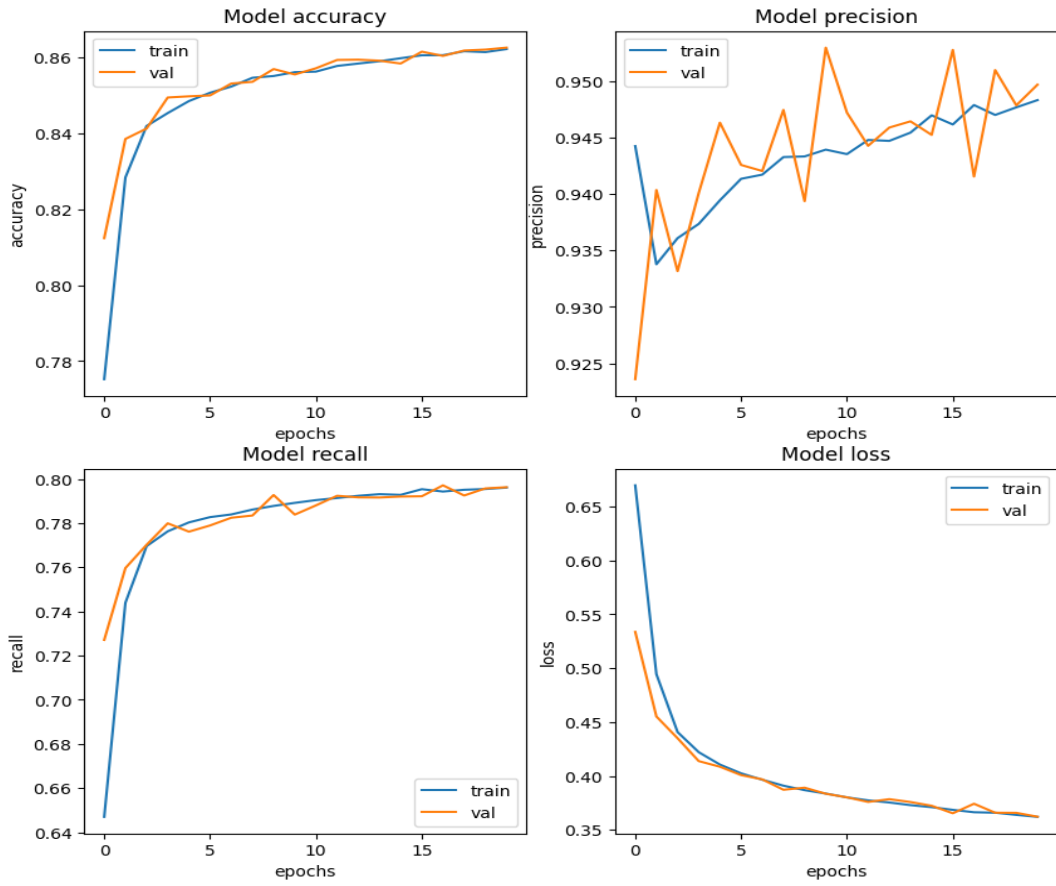 Model accuracy
train
val
0.86
0.84
0.82
0.80
0.78
accuracy
0 5 10 15
epochs
Model precision
train
val
0.950
0.945
0.940
0.935
0.930
0.925
precision
0 5 10 15
epochs
Model recall
0.80
0.78
0.76
0.74
0.72
0.70
0.68
0.66
0.64
recall
train
val
0 5 10 15
epochs
Model loss
train
val
0.65
0.60
0.55
0.50
0.45
0.40
0.35
loss
0 5 10 15
epochs